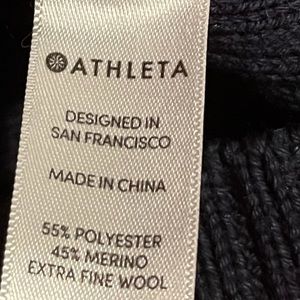 ATHLETA
DESIGNED IN
SAN FRANCISCO
MADE IN CHINA
55% POLYESTER
45% MERINO
EXTRA FINE WOOL